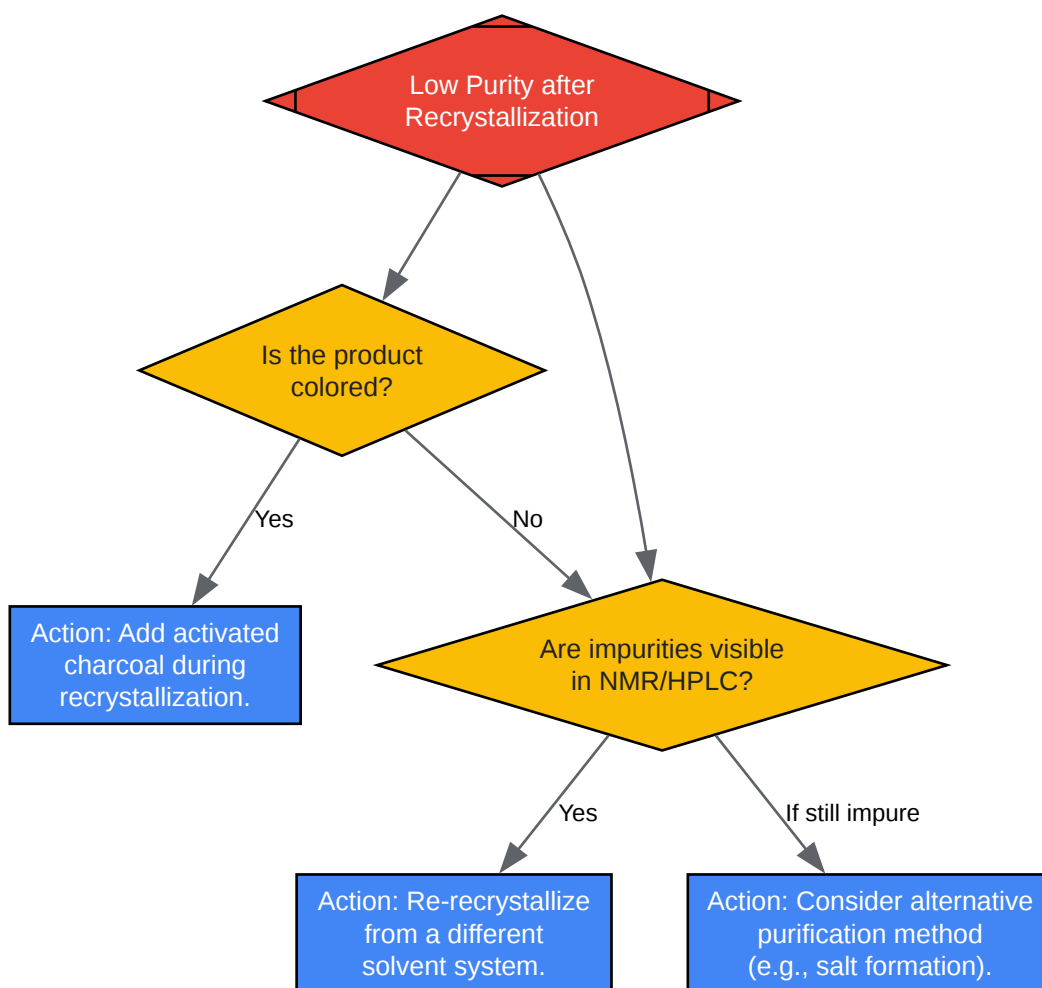 Low Purity after
Recrystallization
Is the product
colored?
Yes
No
Action: Add activated
charcoal during
recrystallization.
Are impurities visible
in NMR/HPLC?
Yes
If still impure
Action: Re-recrystallize
from a different
solvent system.
Action: Consider alternative
purification method
(e.g., salt formation).